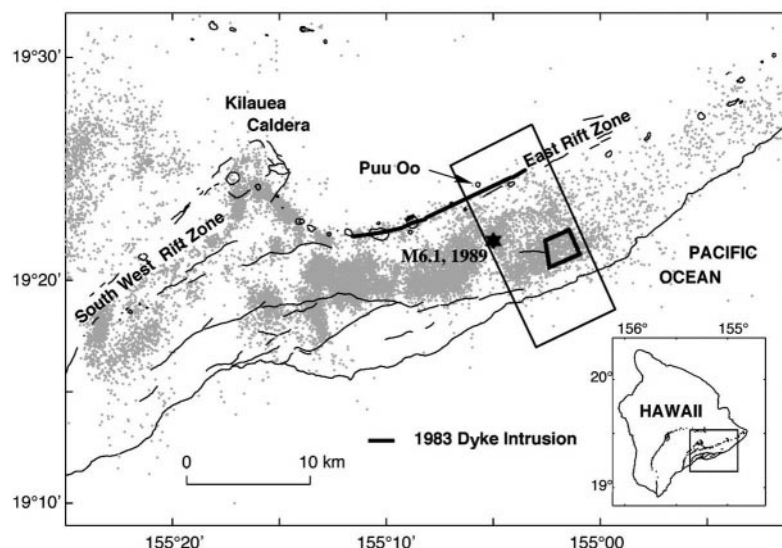 19°30'
Kilauea
Caldera
Puu Oo
East Rift Zone
South West Rift Zone
M6.1, 1989
19°20'
PACIFIC
OCEAN
156°
155°
20°
HAWAII
19°
1983 Dyke Intrusion
0
10 km
19°10'
155°20'
155°10'
155°00'